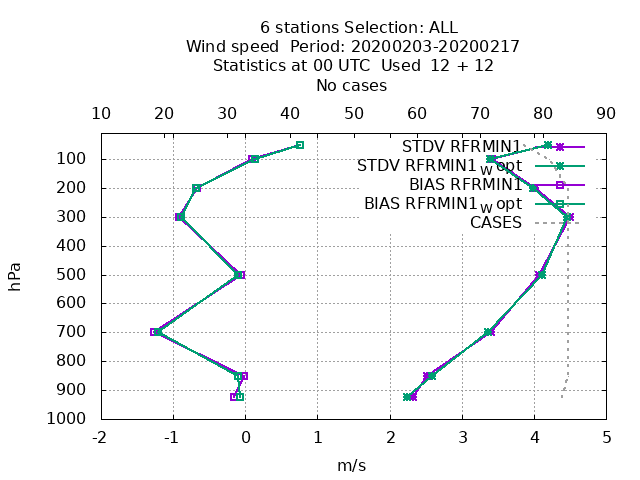 6 stations Selection: ALL
Wind speed  Period: 20200203-20200217
Statistics at 00 UTC  Used  12 + 12
No cases
10 20 30 40 50 60 70 80 90
STDV RFRMIN1
STDV RFRMIN1W opt
BIAS RFRMIN1
BIAS RFRMIN1W opt
CASES
100
200
300
400
500
600
700
800
900
1000
hPa
-2 -1 0 1 2 3 4 5
m/s